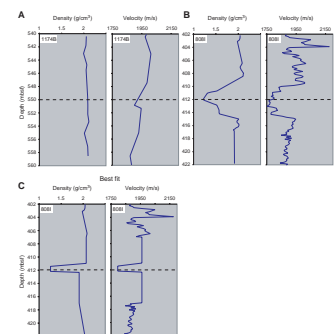 A B
Density (g/cm³) Velocity (m/s) Density (g/cm³) Velocity (m/s)
1 1.5 2 1750 1950 2150 1 1.5 2 1750 1950 2150
540 1174B 1174B 402 808I 808I
542 404
544 406
546 408
548 410
550 412
552 414
554 416
556 418
558 420
560 422
Depth (mbsf)
C
Best fit
Density (g/cm³) Velocity (m/s)
1 1.5 2 1750 1950 2150
402 808I 808I
404
406
408
410
412
414
416
418
420
Depth (mbsf)